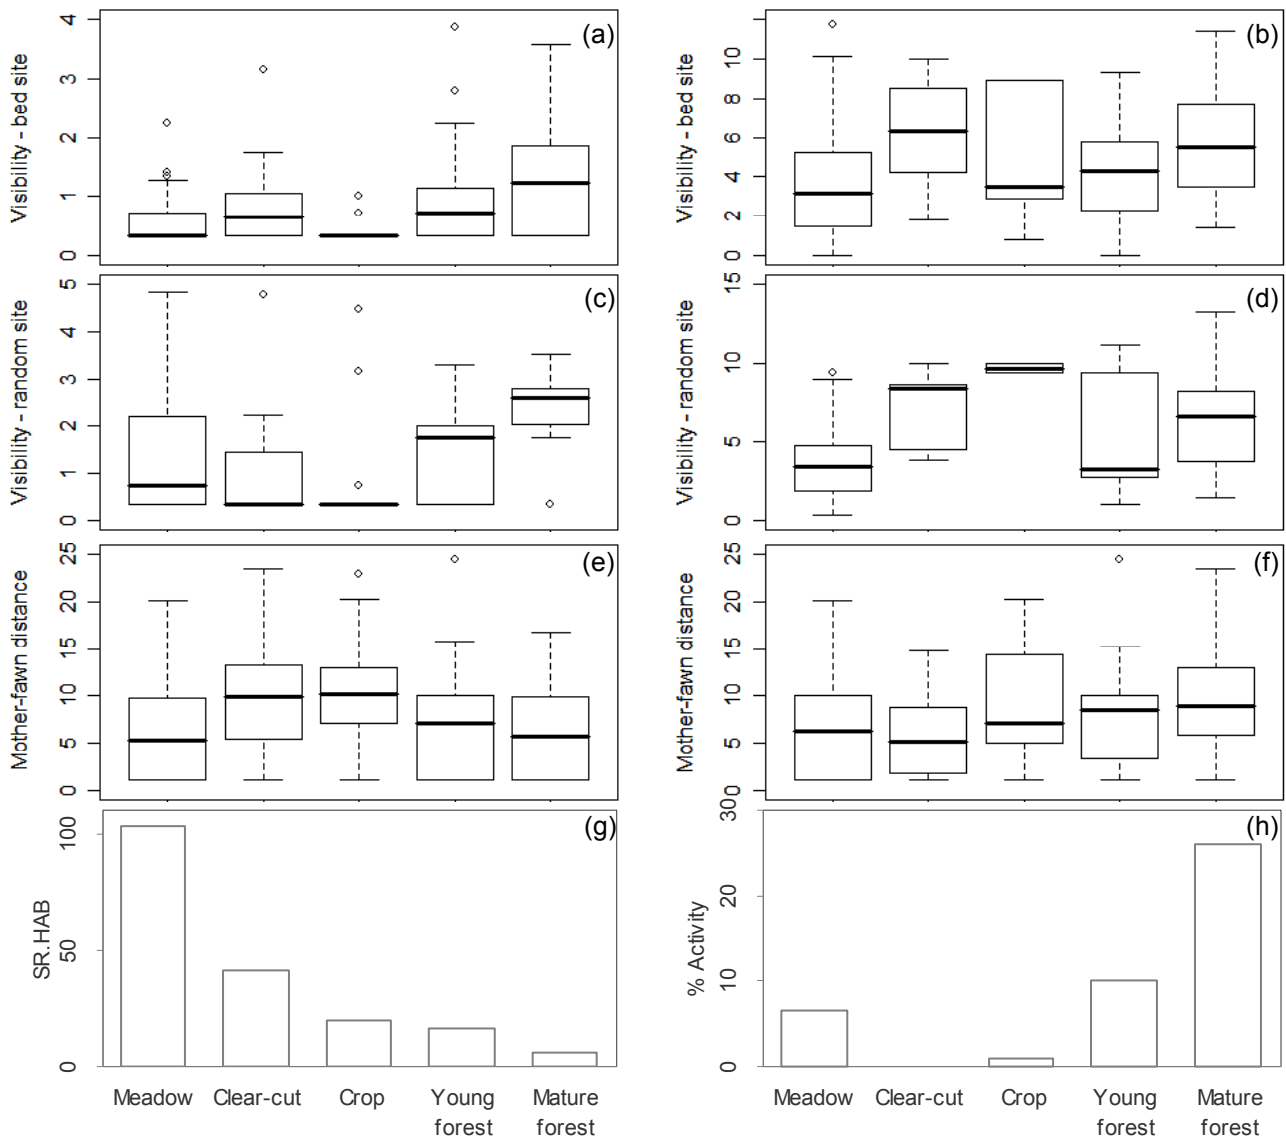 (a)
Visibility - bed site
0 1 2 3 4
(b)
Visibility - bed site
0 2 4 6 8 10
(c)
Visibility - random site
0 1 2 3 4 5
(d)
Visibility - random site
0 5 10 15
(e)
Mother-fawn distance
0 5 10 15 20 25
(f)
Mother-fawn distance
0 5 10 15 20 25
(g)
SR.HAB
0 50 100
(h)
% Activity
0 10 20 30
Meadow Clear-cut Crop Young forest Mature forest
Meadow Clear-cut Crop Young forest Mature forest